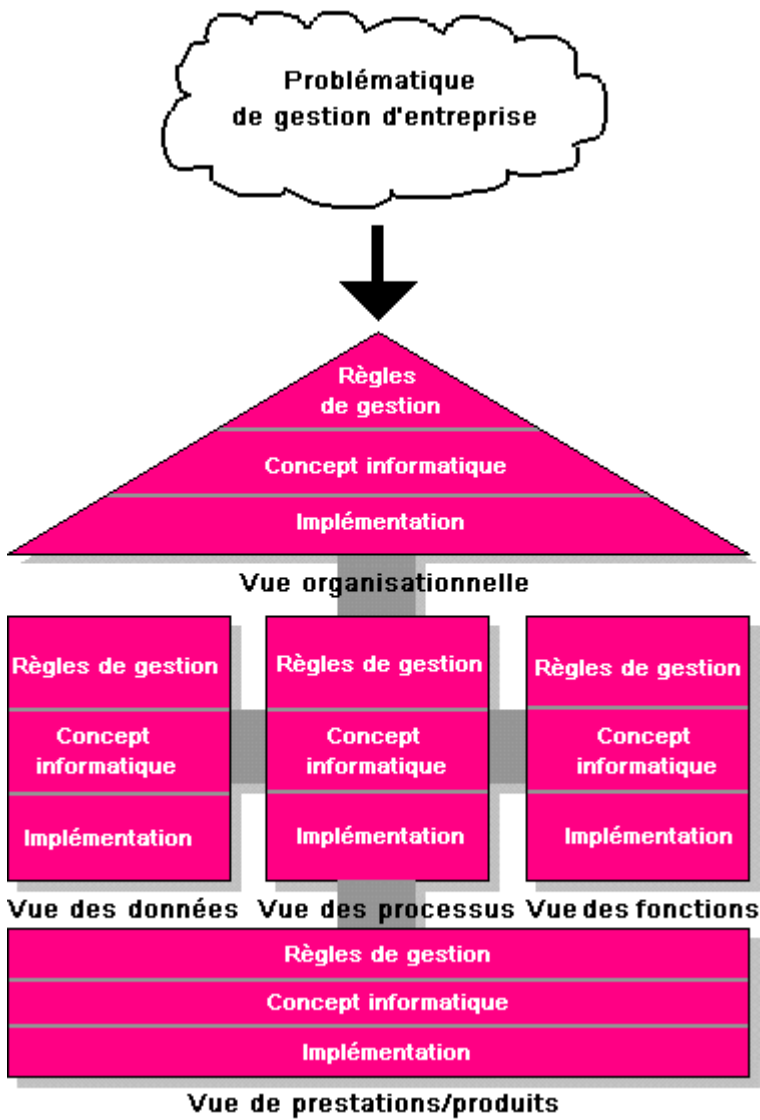 Problématique
de gestion d'entreprise
Règles
de gestion
Concept informatique
Implémentation
Vue organisationnelle
Règles de gestion
Concept
informatique
Implémentation
Vue des données
Règles de gestion
Concept
informatique
Implémentation
Vue des processus
Règles de gestion
Concept
informatique
Implémentation
Vue des fonctions
Règles de gestion
Concept informatique
Implémentation
Vue de prestations/produits